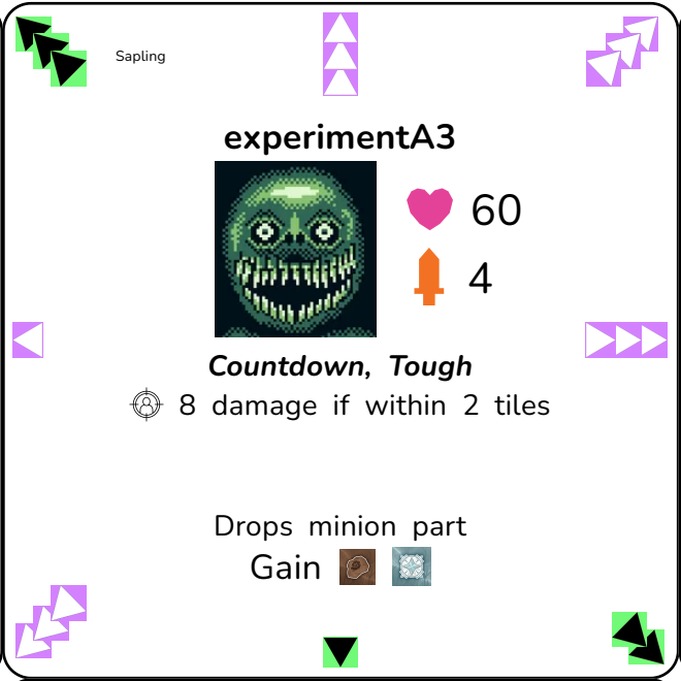 Sapling
experimentA3
60
4
Countdown, Tough
8 damage if within 2 tiles
Drops minion part
Gain